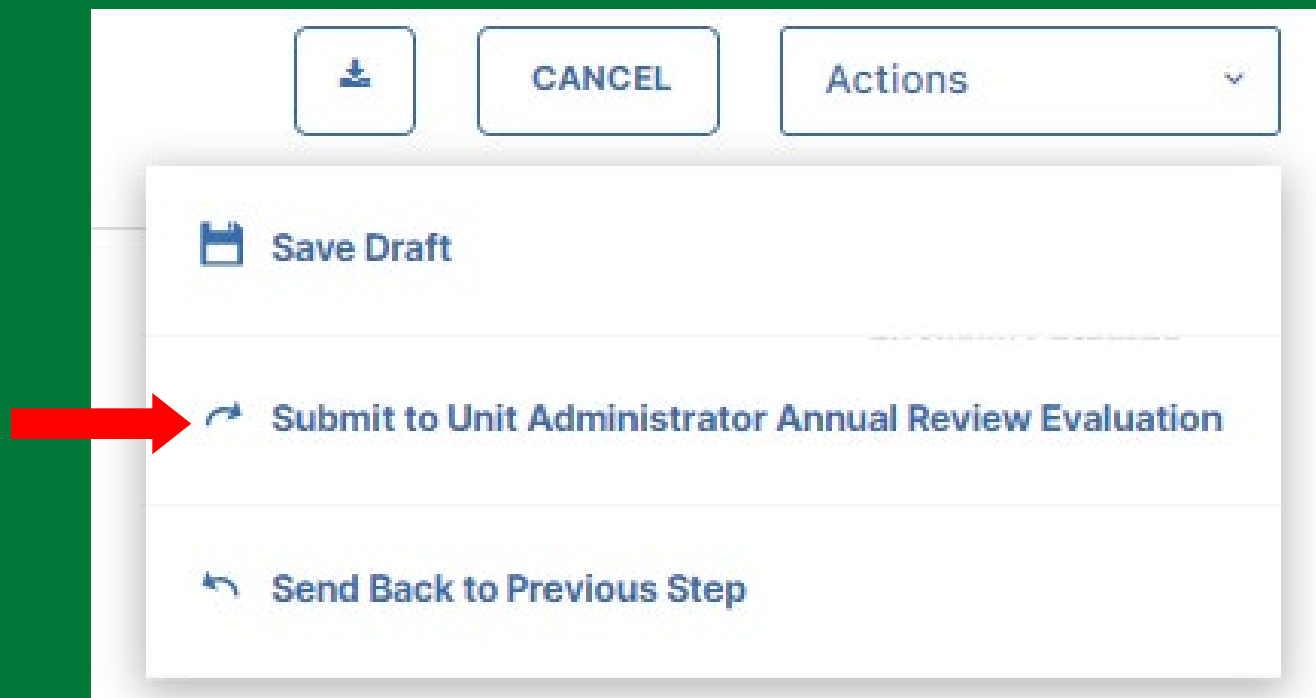 CANCEL
Actions
Save Draft
Submit to Unit Administrator Annual Review Evaluation
Send Back to Previous Step